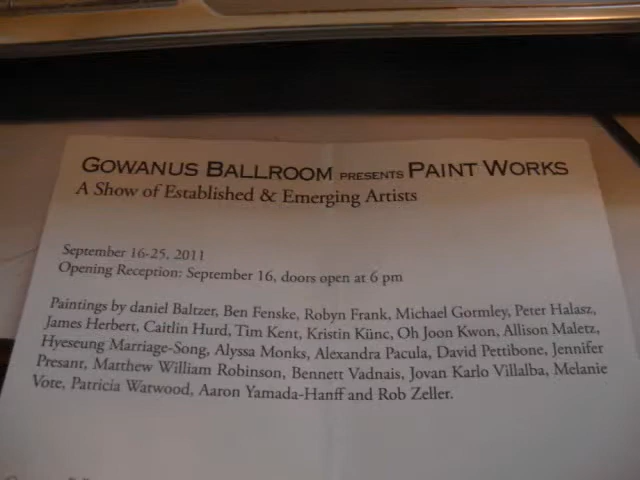 GOWANUS BALLROOM PRESENTS PAINT WORKS
A Show of Established & Emerging Artists
September 16-25, 2011
Opening Reception: September 16, doors open at 6 pm
Paintings by daniel Baltzer, Ben Fenske, Robyn Frank, Michael Gormley, Peter Halasz,
James Herbert, Caitlin Hurd, Tim Kent, Kristin Künc, Oh Joon Kwon, Allison Maletz,
Hyeseung Marriage-Song, Alyssa Monks, Alexandra Pacula, David Pettibone, Jennifer
Presant, Matthew William Robinson, Bennett Vadnais, Jovan Karlo Villalba, Melanie
Vote, Patricia Watwood, Aaron Yamada-Hanff and Rob Zeller.